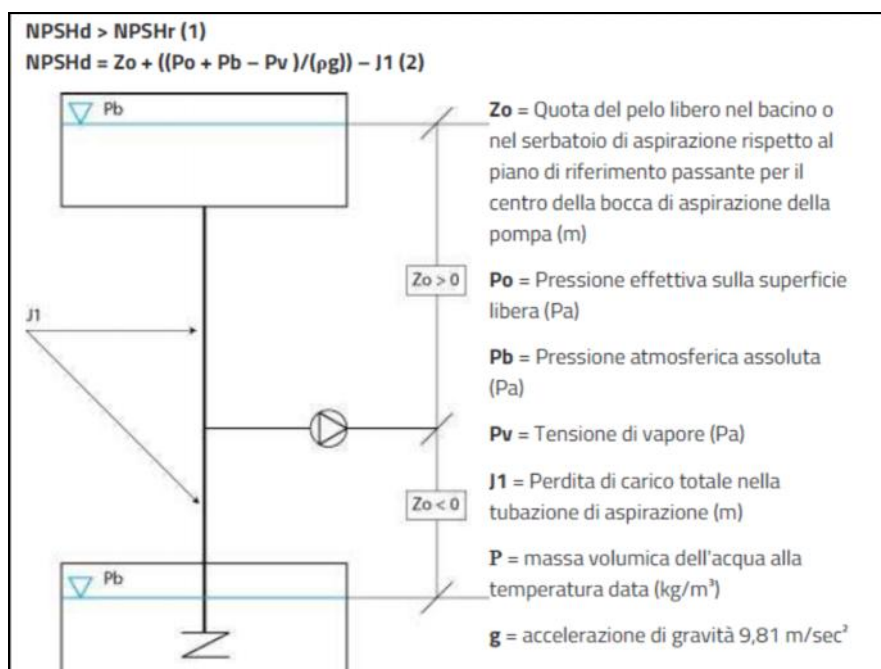 NPSHd > NPSHr (1)
NPSHd = Zo + ((Po + Pb – Pv )/(ρg)) – J1 (2)
Pb
Zo = Quota del pelo libero nel bacino o
nel serbatoio di aspirazione rispetto al
piano di riferimento passante per il
centro della bocca di aspirazione della
pompa (m)
Zo > 0
Po = Pressione effettiva sulla superficie
libera (Pa)
J1
Pb = Pressione atmosferica assoluta
(Pa)
Pv = Tensione di vapore (Pa)
Zo < 0
J1 = Perdita di carico totale nella
tubazione di aspirazione (m)
Pb
P = massa volumica dell'acqua alla
temperatura data (kg/m³)
g = accelerazione di gravità 9,81 m/sec²